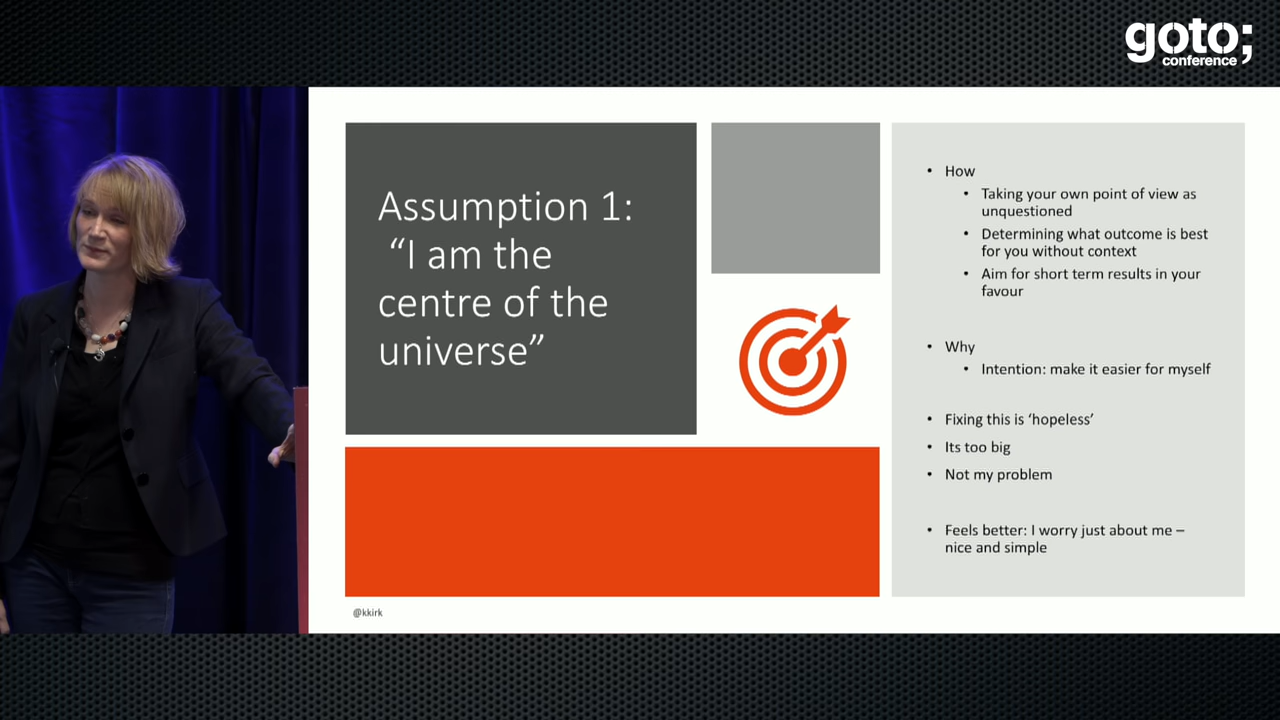 goto;
conference
Assumption 1:
“I am the
centre of the
universe”
• How
• Taking your own point of view as
unquestioned
• Determining what outcome is best
for you without context
• Aim for short term results in your
favour
• Why
• Intention: make it easier for myself
• Fixing this is ‘hopeless’
• Its too big
• Not my problem
• Feels better: I worry just about me –
nice and simple
@kkirk